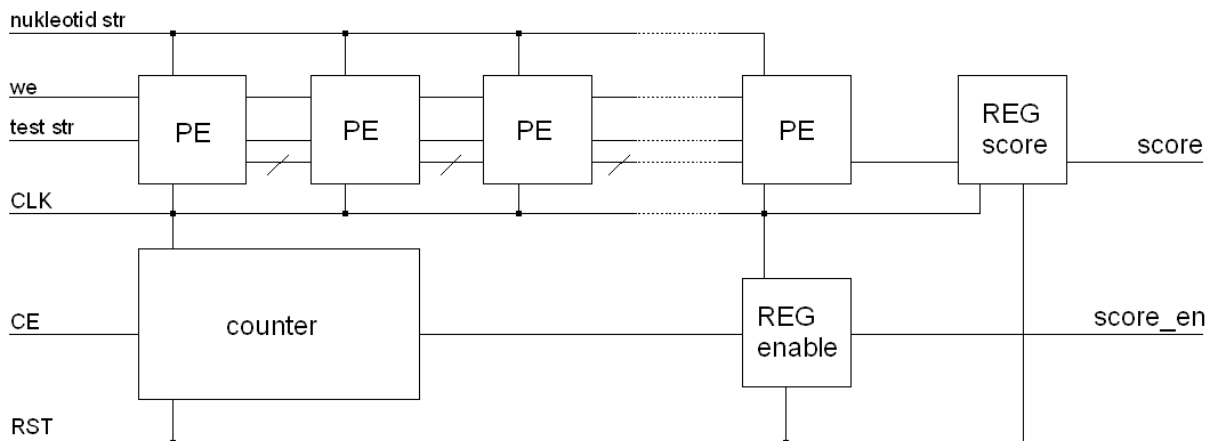 nukleotid str
we
test str
PE
PE
PE
PE
REG
score
score
CLK
CE
counter
REG
enable
score_en
RST